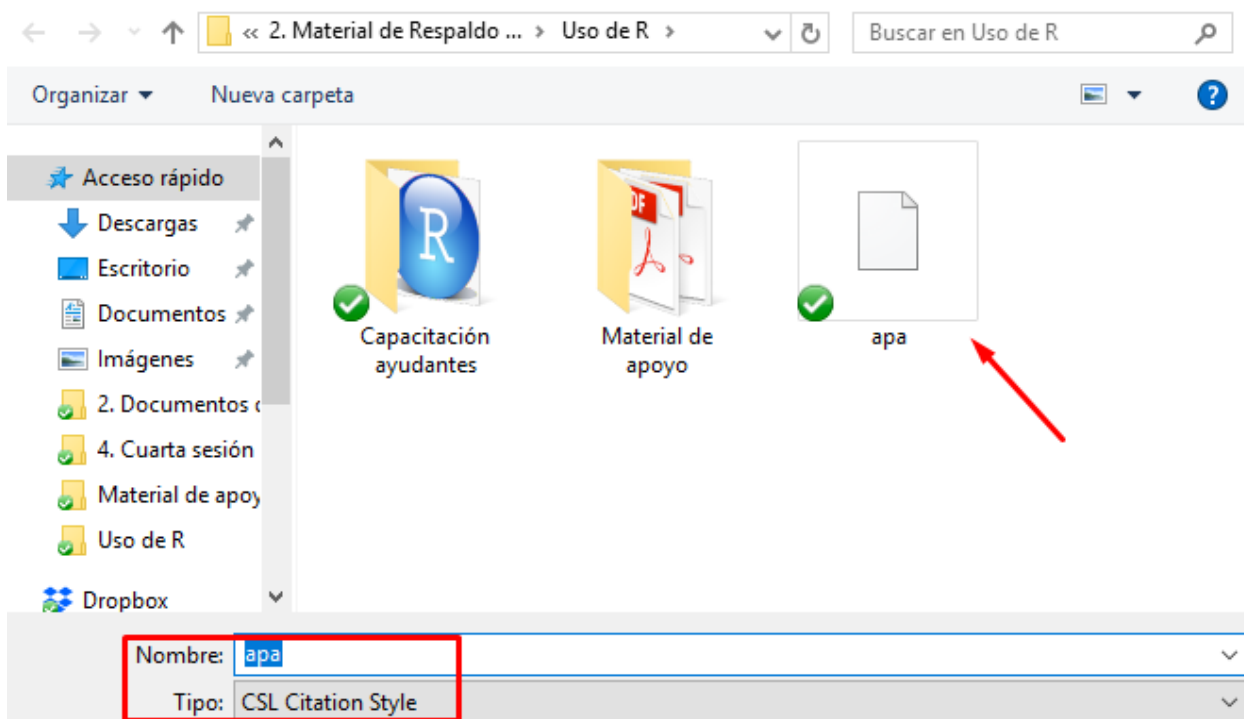 « 2. Material de Respaldo ... › Uso de R ›
Buscar en Uso de R
Organizar
Nueva carpeta
?
Acceso rápido
Descargas
Escritorio
Documentos
Imágenes
2. Documentos
4. Cuarta sesión
Material de apoy
Uso de R
Dropbox
R
Capacitación
ayudantes
DF
Material de
apoyo
apa
Nombre: apa
Tipo: CSL Citation Style